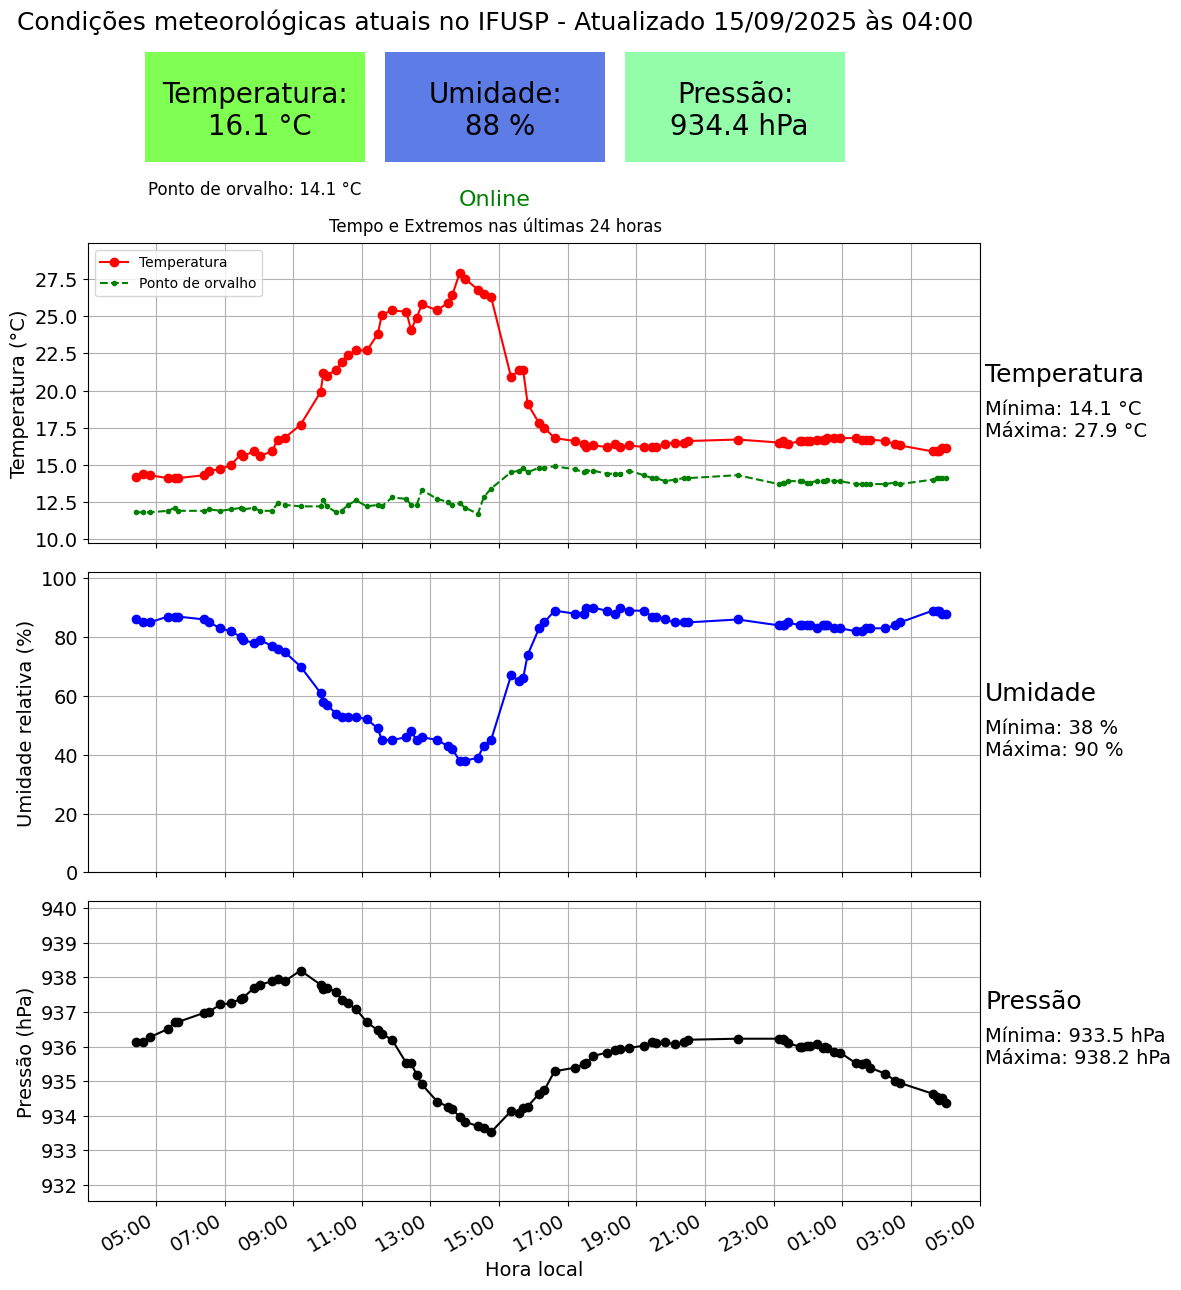 Condições meteorológicas atuais no IFUSP - Atualizado 15/09/2025 às 04:00
Temperatura:
16.1 °C
Umidade:
88 %
Pressão:
934.4 hPa
Ponto de orvalho: 14.1 °C
Online
Tempo e Extremos nas últimas 24 horas
Temperatura
Ponto de orvalho
Temperatura (°C)
27.5
25.0
22.5
20.0
17.5
15.0
12.5
10.0
Temperatura
Mínima: 14.1 °C
Máxima: 27.9 °C
Umidade relativa (%)
100
80
60
40
20
0
Umidade
Mínima: 38 %
Máxima: 90 %
Pressão (hPa)
940
939
938
937
936
935
934
933
932
Pressão
Mínima: 933.5 hPa
Máxima: 938.2 hPa
05:00 07:00 09:00 11:00 13:00 15:00 17:00 19:00 21:00 23:00 01:00 03:00 05:00
Hora local